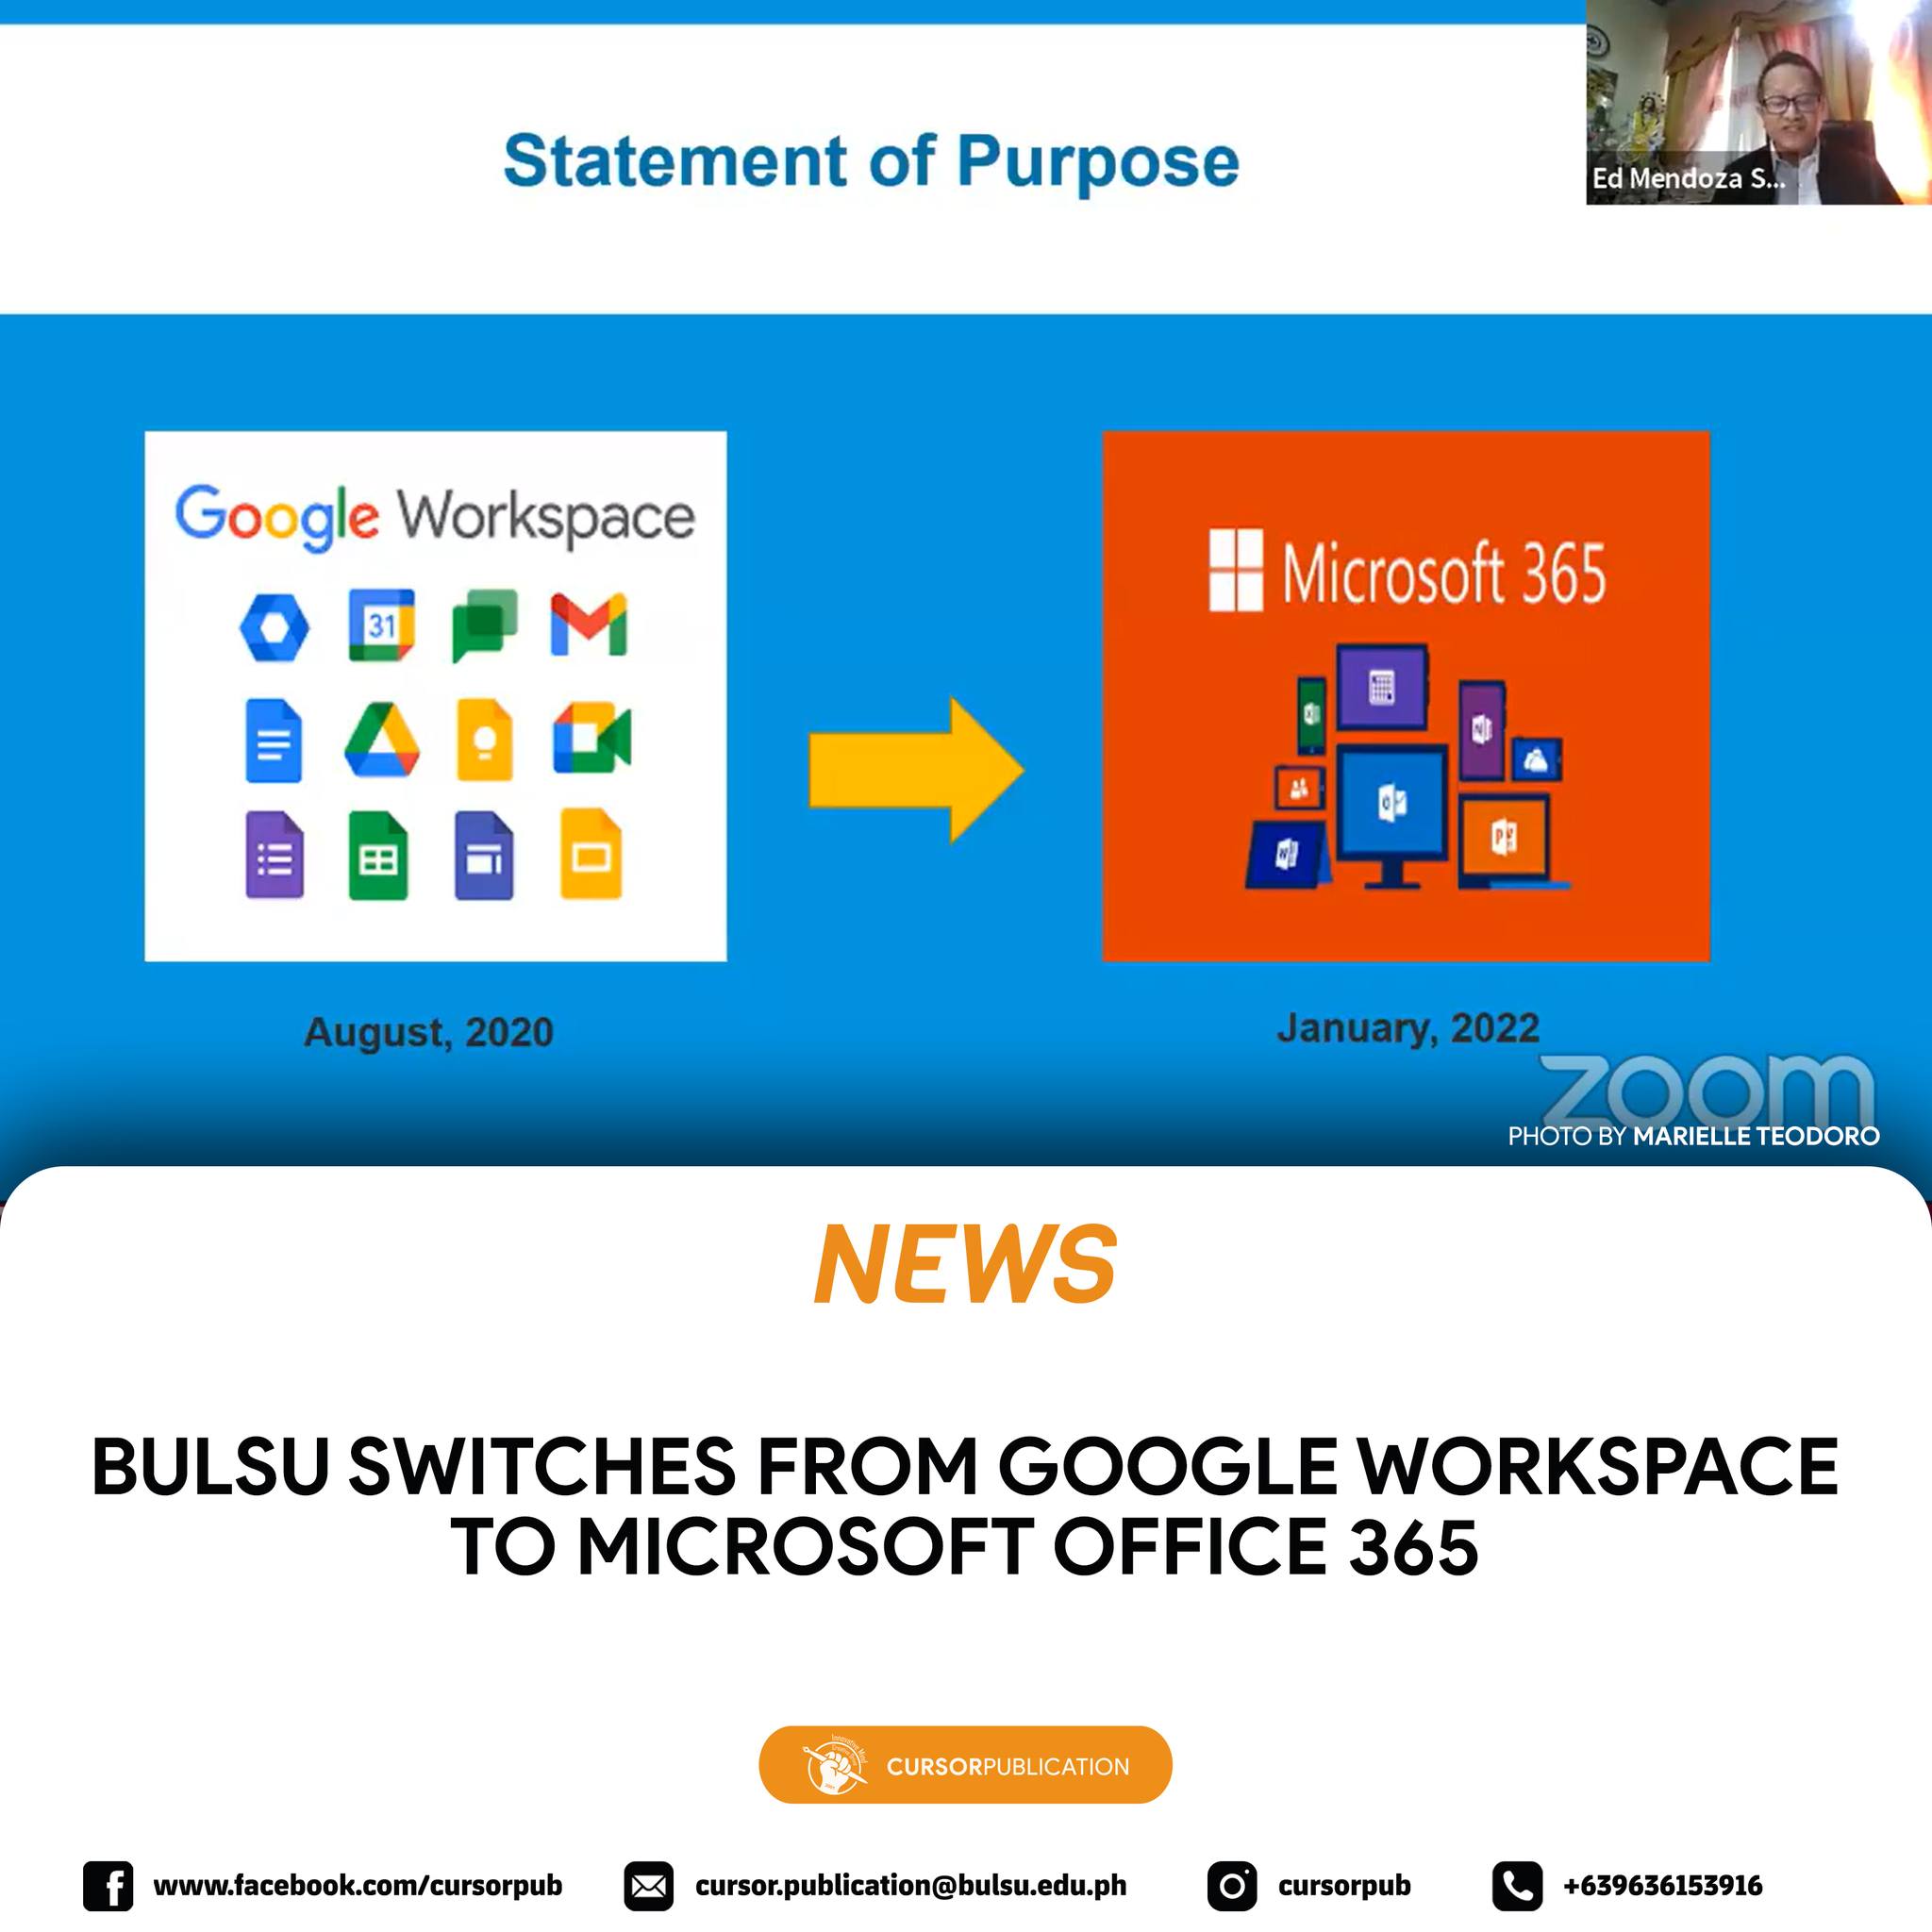 Statement of Purpose
Ed Mendoza S...
Google Workspace
31
Microsoft 365
August, 2020
January, 2022
zoom
PHOTO BY MARIELLE TEODORO
NEWS
BULSU SWITCHES FROM GOOGLE WORKSPACE
TO MICROSOFT OFFICE 365
CURSORPUBLICATION
www.facebook.com/cursorpub
cursor.publication@bulsu.edu.ph
cursorpub
+639636153916